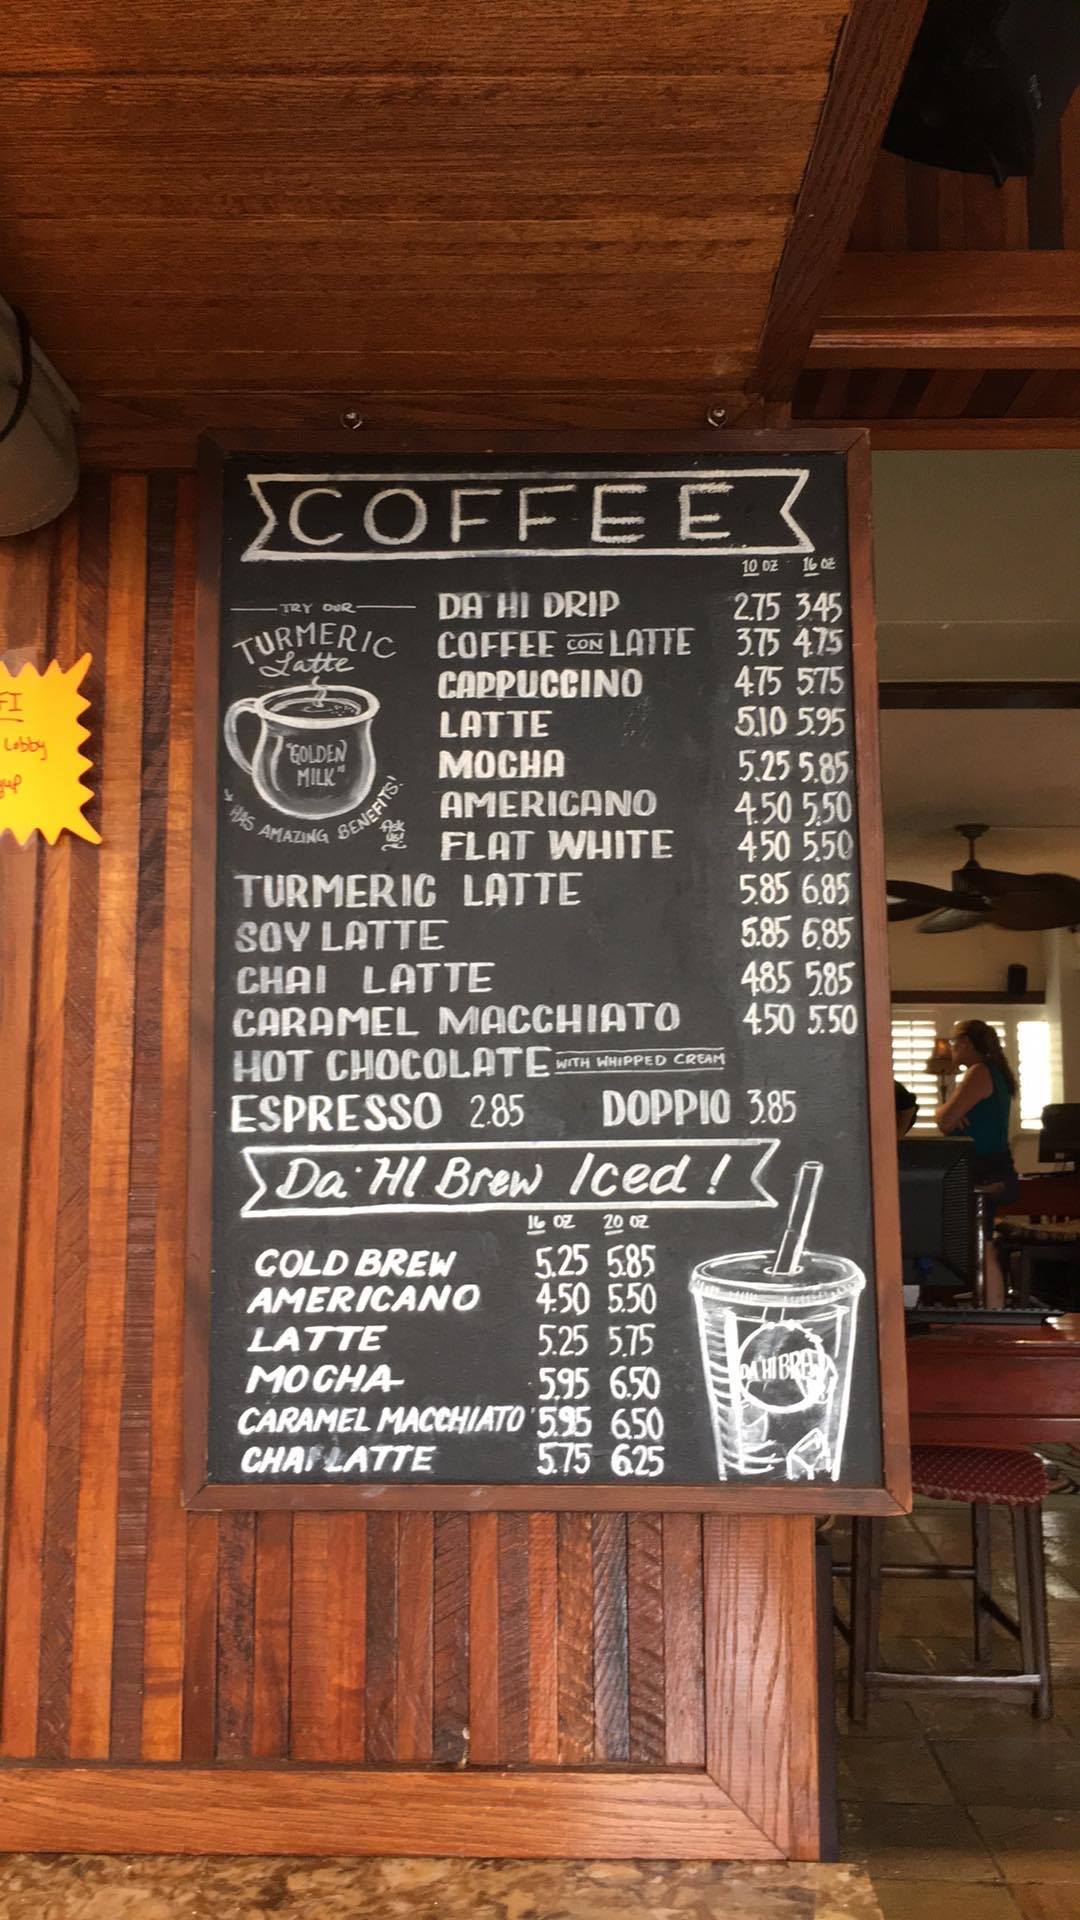 COFFEE
10 OZ 16 OZ
TRY OUR
TURMERIC
Latte
"GOLDEN
MILK"
HAS AMAZING BENEFITS!
Ask
Us!
DA HI DRIP 2.75 3.45
COFFEE CON LATTE 3.75 4.75
CAPPUCCINO 4.75 5.75
LATTE 5.10 5.95
MOCHA 5.25 5.85
AMERICANO 4.50 5.50
FLAT WHITE 4.50 5.50
TURMERIC LATTE 5.85 6.85
SOY LATTE 5.85 6.85
CHAI LATTE 4.85 5.85
CARAMEL MACCHIATO 4.50 5.50
HOT CHOCOLATE WITH WHIPPED CREAM
ESPRESSO 2.85 DOPPIO 3.85
Da' HI Brew Iced!
16 OZ 20 OZ
COLD BREW 5.25 5.85
AMERICANO 4.50 5.50
LATTE 5.25 5.75
MOCHA 5.95 6.50
CARAMEL MACCHIATO 5.95 6.50
CHAI LATTE 5.75 6.25
DA HI BREW
FI
Lobby